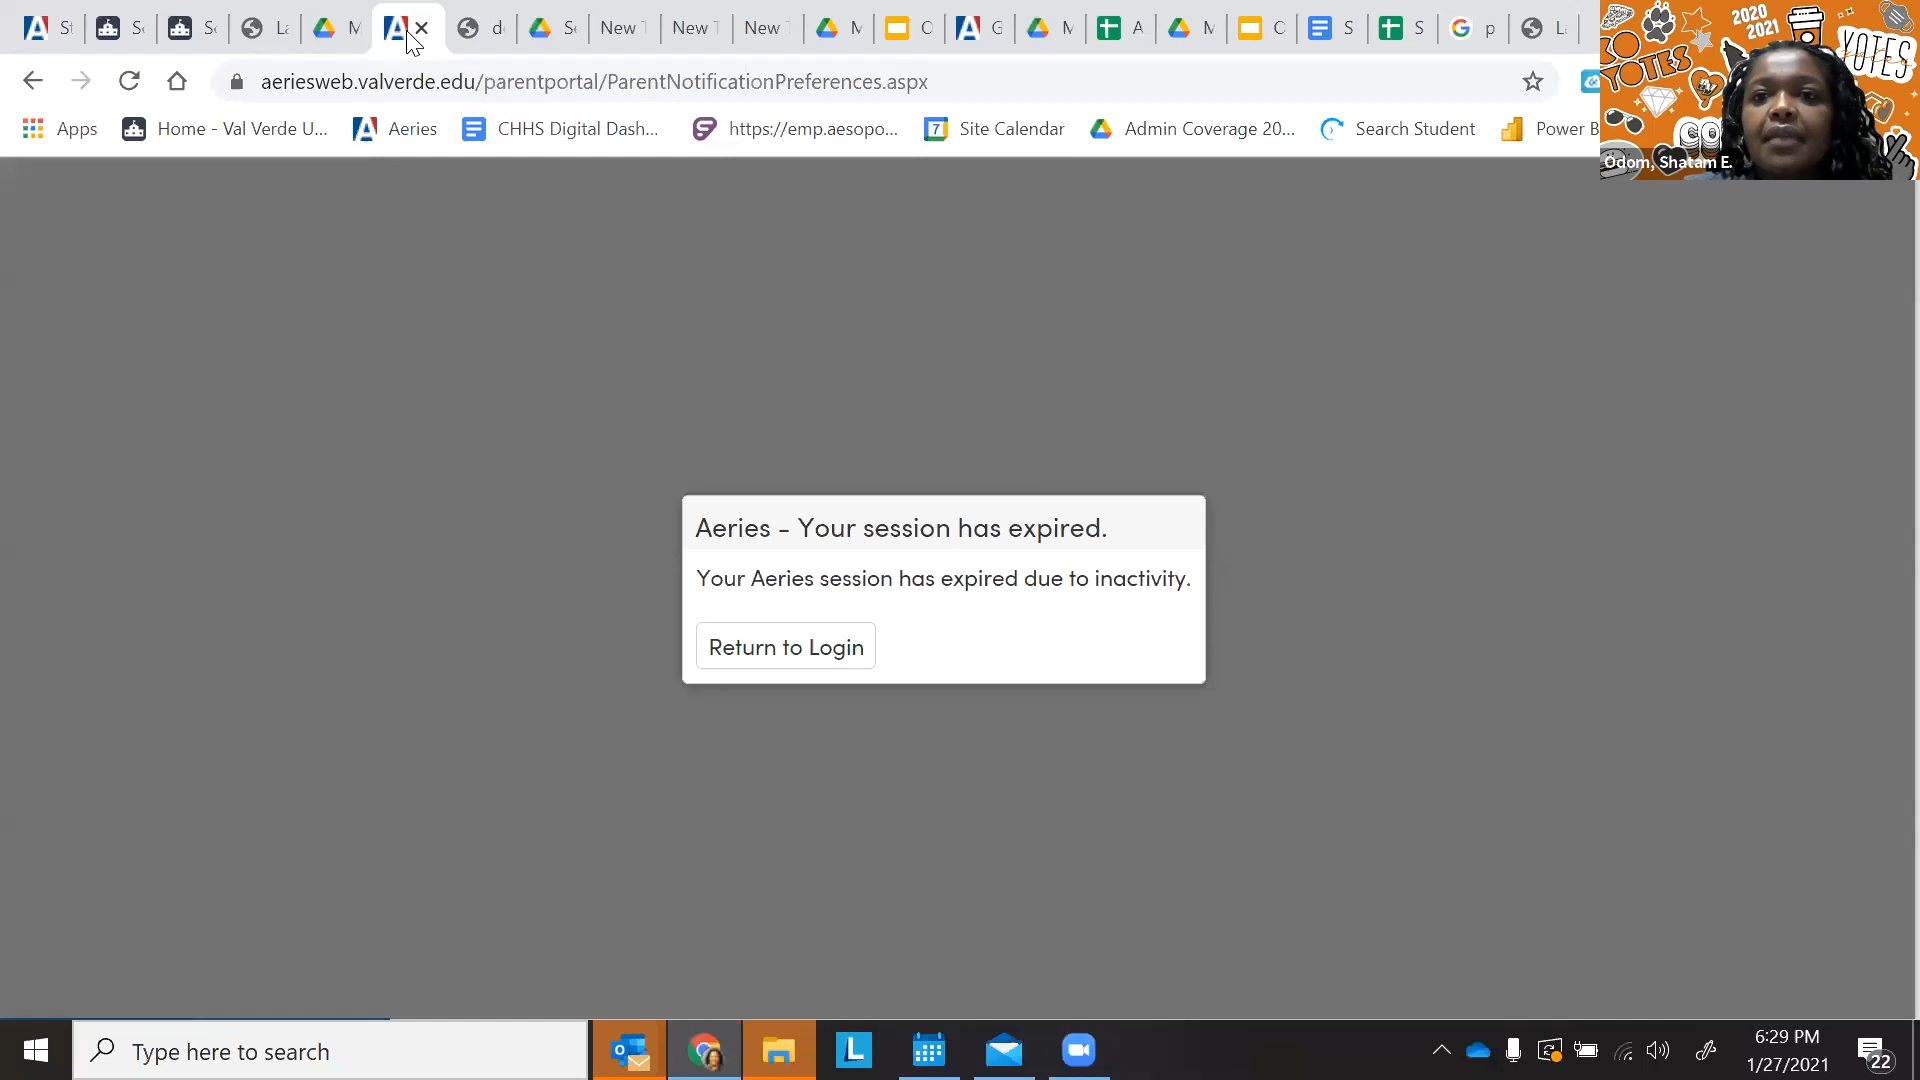 St
Sc
Sc
La
M
d
Se
New T
New T
New T
M
O
G
M
A
M
O
S
S
p
L
aeriesweb.valverde.edu/parentportal/ParentNotificationPreferences.aspx
Apps
Home - Val Verde U...
Aeries
CHHS Digital Dash...
https://emp.aesopo...
7
Site Calendar
Admin Coverage 20...
Search Student
Power B
2020
2021
YOTES
YOTES
GO
Odom, Shatam E.
Aeries - Your session has expired.
Your Aeries session has expired due to inactivity.
Return to Login
Type here to search
L
6:29 PM
1/27/2021
22